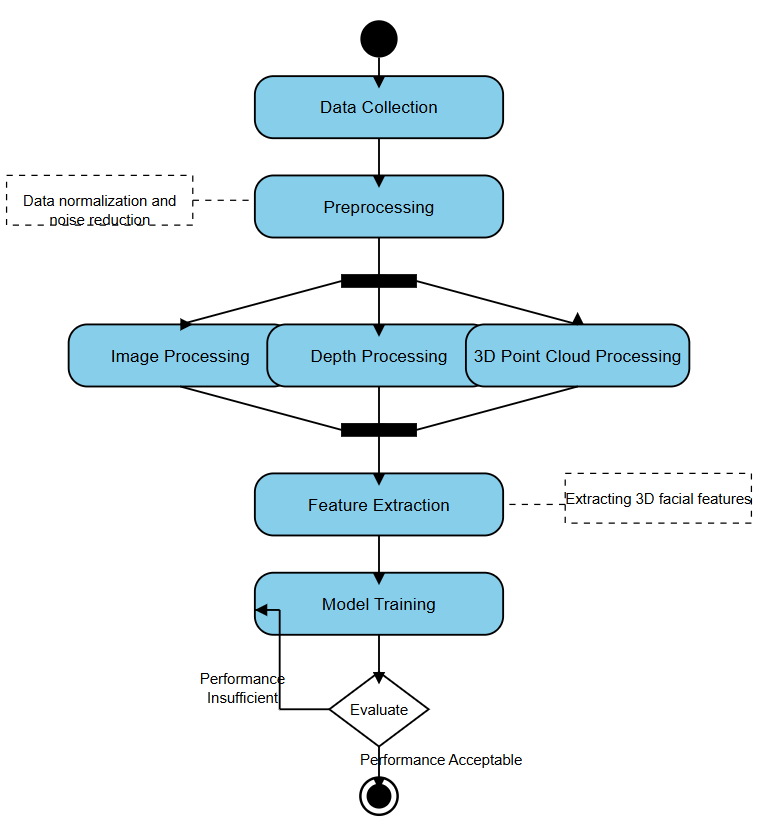 Data Collection
Data normalization and
noise reduction
Preprocessing
Image Processing
Depth Processing
3D Point Cloud Processing
Feature Extraction
Extracting 3D facial features
Model Training
Performance
Insufficient
Evaluate
Performance Acceptable